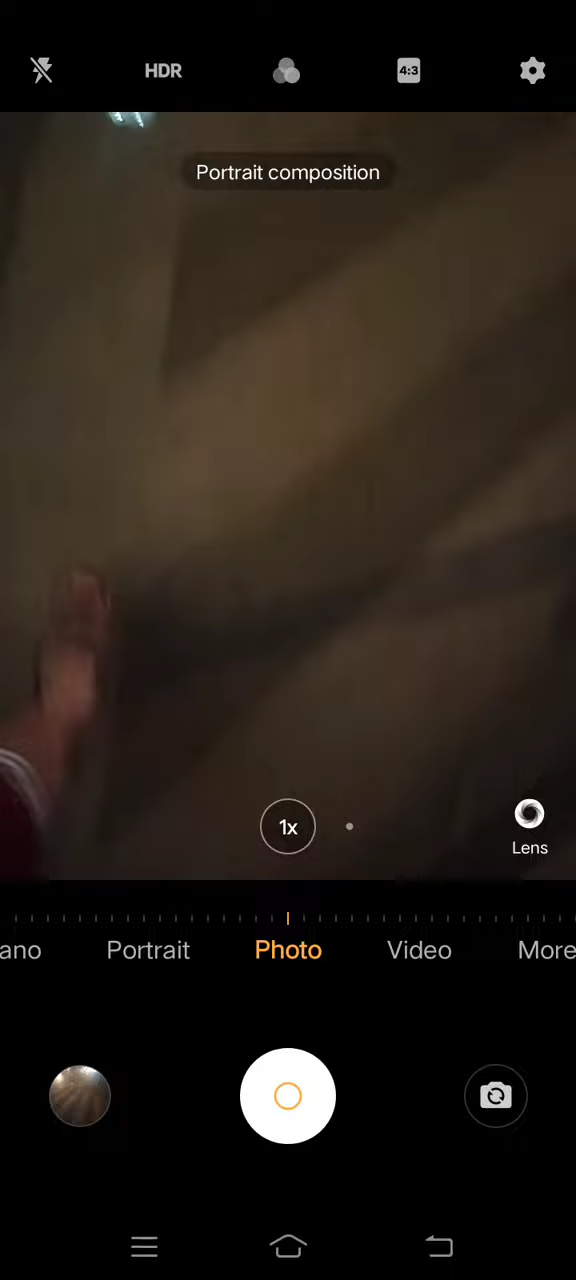 HDR
4:3
Portrait composition
1x
Lens
ano Portrait Photo Video More